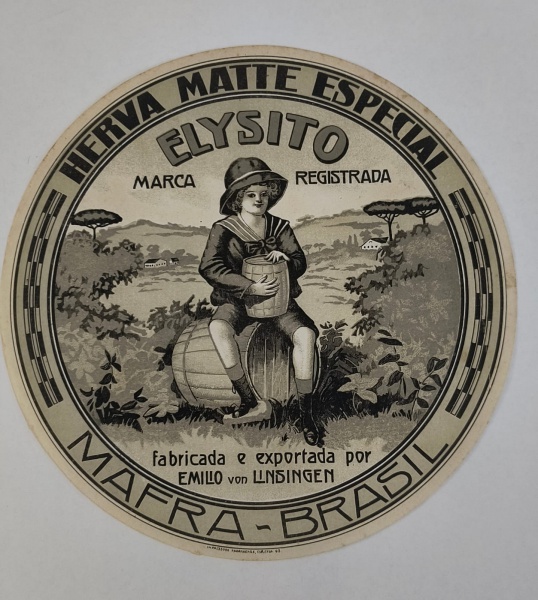 HERVA MATTE ESPECIAL
ELYSITO
MARCA REGISTRADA
fabricada e exportada por
EMILIO von LINSINGEN
MAFRA-BRASIL